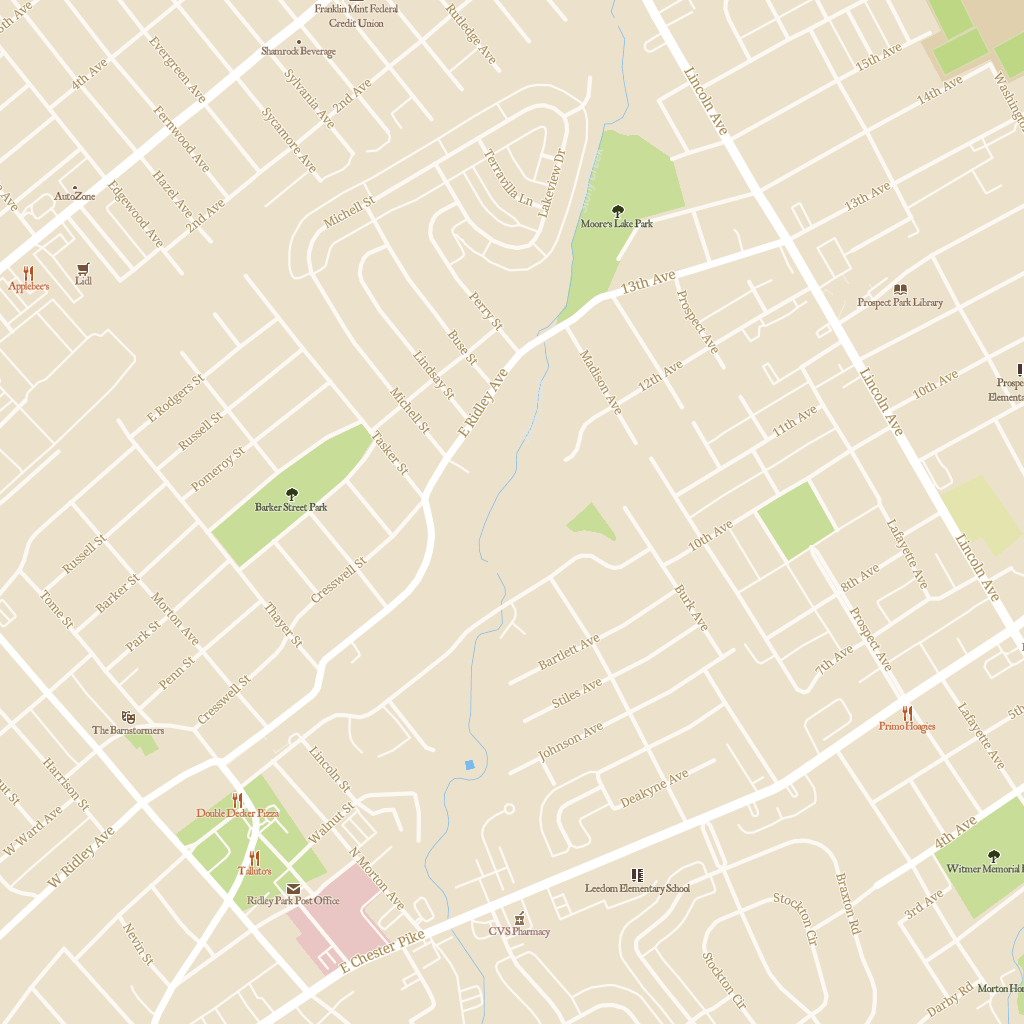 Franklin Mint Federal
Credit Union
Rutledge Ave
Shamrock Beverage
Evergreen Ave
4th Ave
Sylvania Ave
2nd Ave
Lincoln Ave
15th Ave
14th Ave
Fernwood Ave
Sycamore Ave
Terravilla Ln
Lakeview Dr
AutoZone
Hazel Ave
Edgewood Ave
2nd Ave
Michell St
13th Ave
Moore's Lake Park
Applebee's
Lidl
13th Ave
Prospect Park Library
Perry St
Prospect Ave
Buse St
Lindsay St
Michell St
E Ridley Ave
Madison Ave
12th Ave
Lincoln Ave
10th Ave
E Rodgers St
Russell St
11th Ave
Pomeroy St
Tasker St
Barker Street Park
Russell St
10th Ave
Lafayette Ave
Lincoln Ave
Cresswell St
8th Ave
Barker St
Tome St
Morton Ave
Thayer St
Park St
Burk Ave
Prospect Ave
Bartlett Ave
7th Ave
Penn St
Stiles Ave
Cresswell St
The Barnstormers
Primo Hoagies
Lafayette Ave
Johnson Ave
Lincoln St
Harrison St
Deakyne Ave
Double Decker Pizza
Walnut St
W Ward Ave
4th Ave
W Ridley Ave
N Morton Ave
Talluto's
Ridley Park Post Office
Leedom Elementary School
Braxton Rd
Stockton Cir
3rd Ave
CVS Pharmacy
Nevin St
E Chester Pike
Stockton Cir
Darby Rd